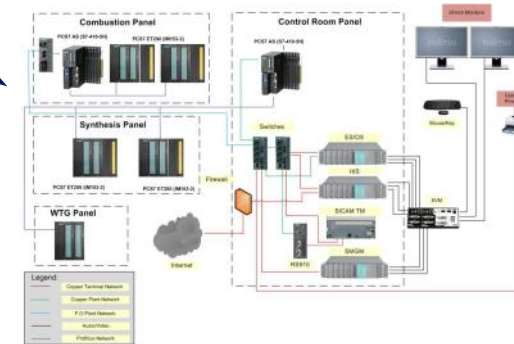 Combustion Panel
PCS7 AS (S7-410-5H)
PCS7 ET200 (IM153-2)
Control Room Panel
PCS7 AS (S7-410-5H)
Switches
ES/OS
HIS
SICAM TM
RS910
SMGM
KVM
Mouse/Key
Synthesis Panel
PCS7 ET200 (IM153-2)
PCS7 ET200 (IM153-2)
Firewall
WTG Panel
Internet
Legend:
Copper Terminal Network
Copper Plant Network
F.O Plant Network
Audio/Video
Profibus Network